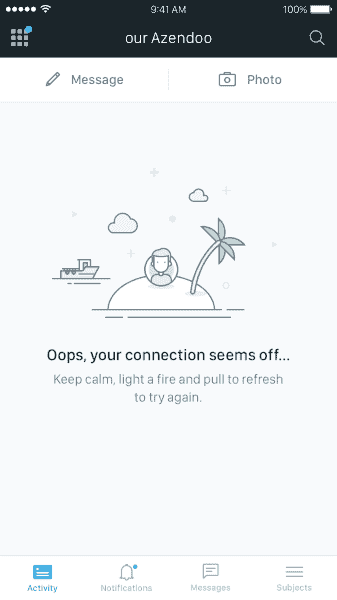 9:41 AM 100%
our Azendoo
Message Photo
Oops, your connection seems off...
Keep calm, light a fire and pull to refresh
to try again.
Activity Notifications Messages Subjects